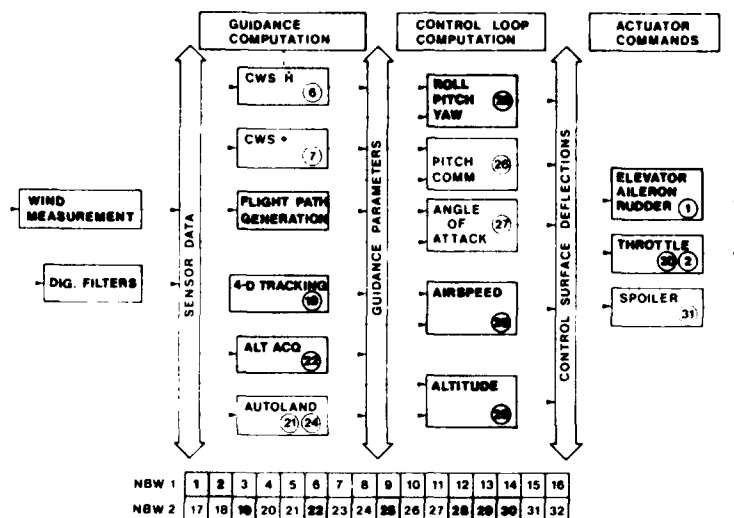 GUIDANCE
COMPUTATION
CONTROL LOOP
COMPUTATION
ACTUATOR
COMMANDS
CWS Ḣ
6
CWS
7
FLIGHT PATH
GENERATION
4-D TRACKING
19
ALT ACQ
22
AUTOLAND
21 24
WIND
MEASUREMENT
DIG. FILTERS
SENSOR DATA
GUIDANCE PARAMETERS
CONTROL SURFACE DEFLECTIONS
ROLL
PITCH
YAW
PITCH
COMM
26
ANGLE
OF
ATTACK
27
AIRSPEED
ALTITUDE
ELEVATOR
AILERON
RUDDER
1
THROTTLE
30 2
SPOILER
31
NBW 1 1 2 3 4 5 6 7 8 9 10 11 12 13 14 15 16
NBW 2 17 18 19 20 21 22 23 24 25 26 27 28 29 30 31 32